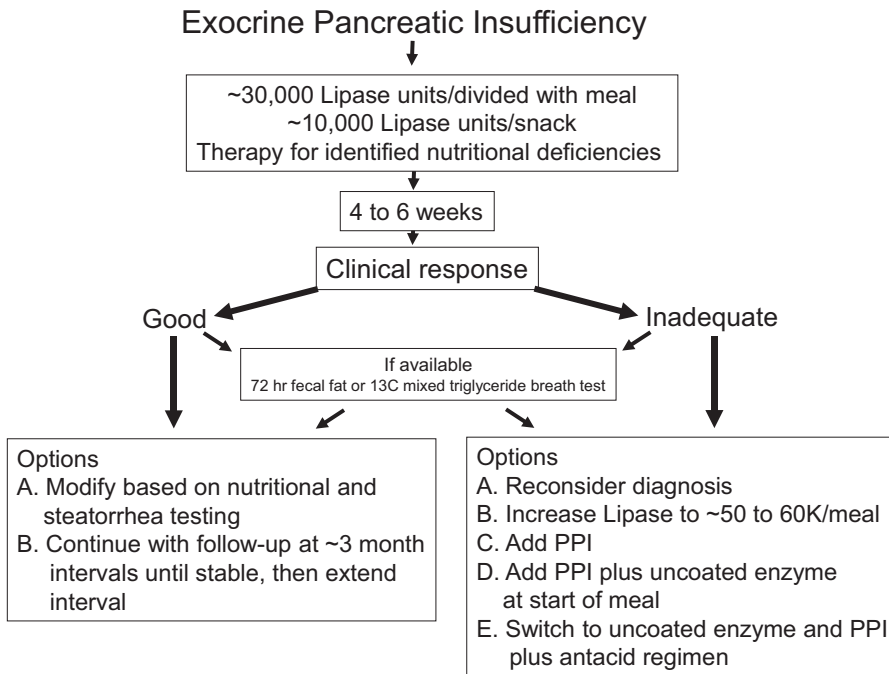 Exocrine Pancreatic Insufficiency
~30,000 Lipase units/divided with meal
~10,000 Lipase units/snack
Therapy for identified nutritional deficiencies
4 to 6 weeks
Clinical response
Good
Inadequate
If available
72 hr fecal fat or 13C mixed triglyceride breath test
Options
A. Modify based on nutritional and
steatorrhea testing
B. Continue with follow-up at ~3 month
intervals until stable, then extend
interval
Options
A. Reconsider diagnosis
B. Increase Lipase to ~50 to 60K/meal
C. Add PPI
D. Add PPI plus uncoated enzyme
at start of meal
E. Switch to uncoated enzyme and PPI
plus antacid regimen